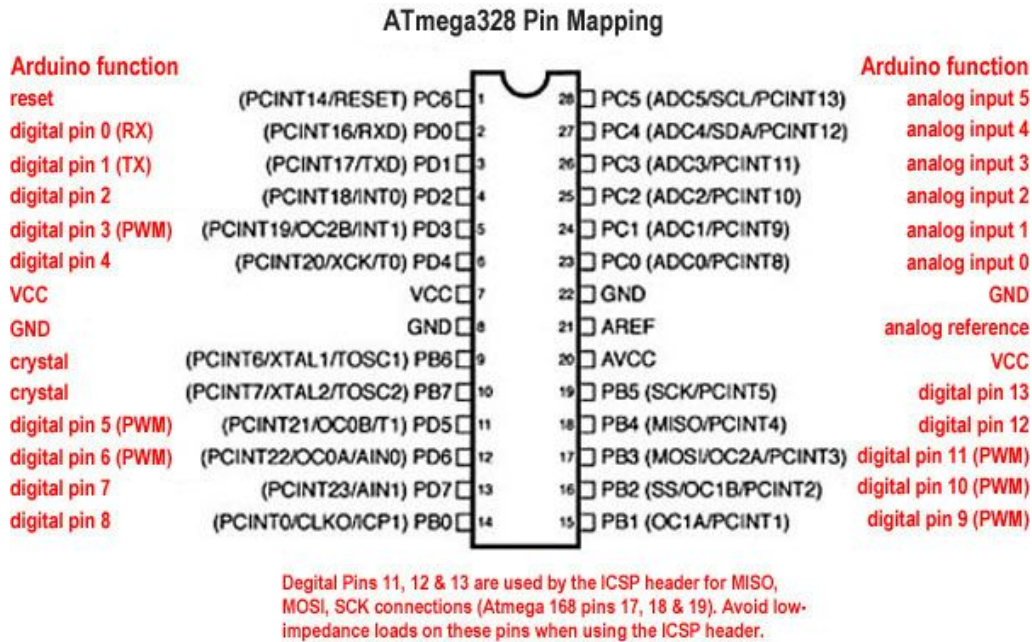 ATmega328 Pin Mapping
Arduino function Arduino function
reset (PCINT14/RESET) PC6 1 28 PC5 (ADC5/SCL/PCINT13) analog input 5
digital pin 0 (RX) (PCINT16/RXD) PD0 2 27 PC4 (ADC4/SDA/PCINT12) analog input 4
digital pin 1 (TX) (PCINT17/TXD) PD1 3 26 PC3 (ADC3/PCINT11) analog input 3
digital pin 2 (PCINT18/INT0) PD2 4 25 PC2 (ADC2/PCINT10) analog input 2
digital pin 3 (PWM) (PCINT19/OC2B/INT1) PD3 5 24 PC1 (ADC1/PCINT9) analog input 1
digital pin 4 (PCINT20/XCK/T0) PD4 6 23 PC0 (ADC0/PCINT8) analog input 0
VCC VCC 7 22 GND GND
GND GND 8 21 AREF analog reference
crystal (PCINT6/XTAL1/TOSC1) PB6 9 20 AVCC VCC
crystal (PCINT7/XTAL2/TOSC2) PB7 10 19 PB5 (SCK/PCINT5) digital pin 13
digital pin 5 (PWM) (PCINT21/OC0B/T1) PD5 11 18 PB4 (MISO/PCINT4) digital pin 12
digital pin 6 (PWM) (PCINT22/OC0A/AIN0) PD6 12 17 PB3 (MOSI/OC2A/PCINT3) digital pin 11 (PWM)
digital pin 7 (PCINT23/AIN1) PD7 13 16 PB2 (SS/OC1B/PCINT2) digital pin 10 (PWM)
digital pin 8 (PCINT0/CLKO/ICP1) PB0 14 15 PB1 (OC1A/PCINT1) digital pin 9 (PWM)
Degital Pins 11, 12 & 13 are used by the ICSP header for MISO,
MOSI, SCK connections (Atmega 168 pins 17, 18 & 19). Avoid low-
impedance loads on these pins when using the ICSP header.